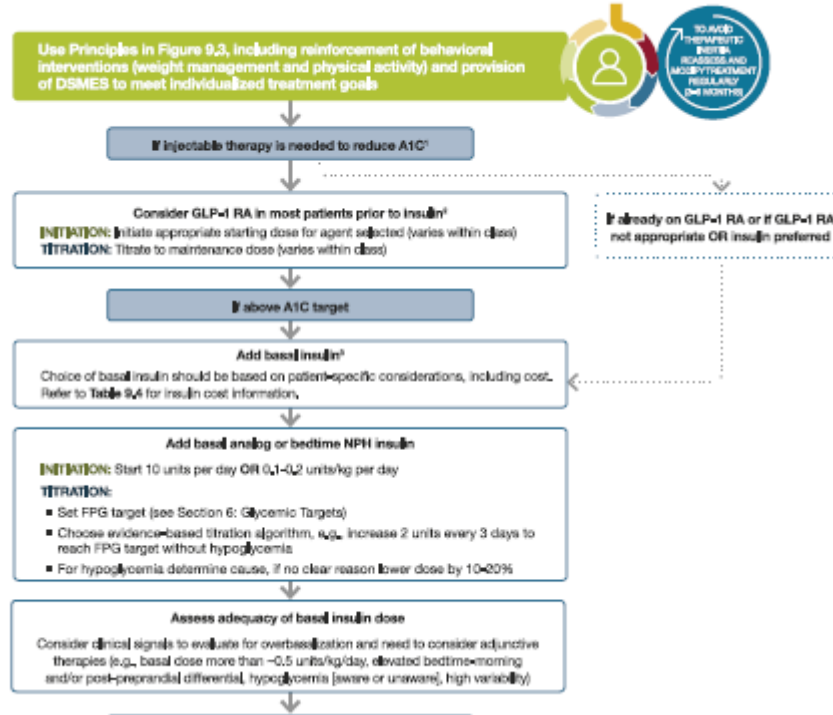 Use Principles in Figure 9.3, including reinforcement of behavioral
interventions (weight management and physical activity) and provision
of DSMES to meet individualized treatment goals
TO AVOID
THERAPEUTIC
INERTIA
REASSESS AND
MODIFY TREATMENT
REGULARLY
(3–6 MONTHS)
If injectable therapy is needed to reduce A1C¹
Consider GLP-1 RA in most patients prior to insulin²
INITIATION: Initiate appropriate starting dose for agent selected (varies within class)
TITRATION: Titrate to maintenance dose (varies within class)
If already on GLP-1 RA or if GLP-1 RA
not appropriate OR insulin preferred
If above A1C target
Add basal insulin³
Choice of basal insulin should be based on patient-specific considerations, including cost.
Refer to Table 9.4 for insulin cost information.
Add basal analog or bedtime NPH insulin
INITIATION: Start 10 units per day OR 0.1-0.2 units/kg per day
TITRATION:
■ Set FPG target (see Section 6: Glycemic Targets)
■ Choose evidence-based titration algorithm, e.g., increase 2 units every 3 days to
reach FPG target without hypoglycemia
■ For hypoglycemia determine cause, if no clear reason lower dose by 10-20%
Assess adequacy of basal insulin dose
Consider clinical signals to evaluate for overbasalization and need to consider adjunctive
therapies (e.g., basal dose more than ~0.5 units/kg/day, elevated bedtime-morning
and/or post-preprandial differential, hypoglycemia [aware or unaware], high variability)